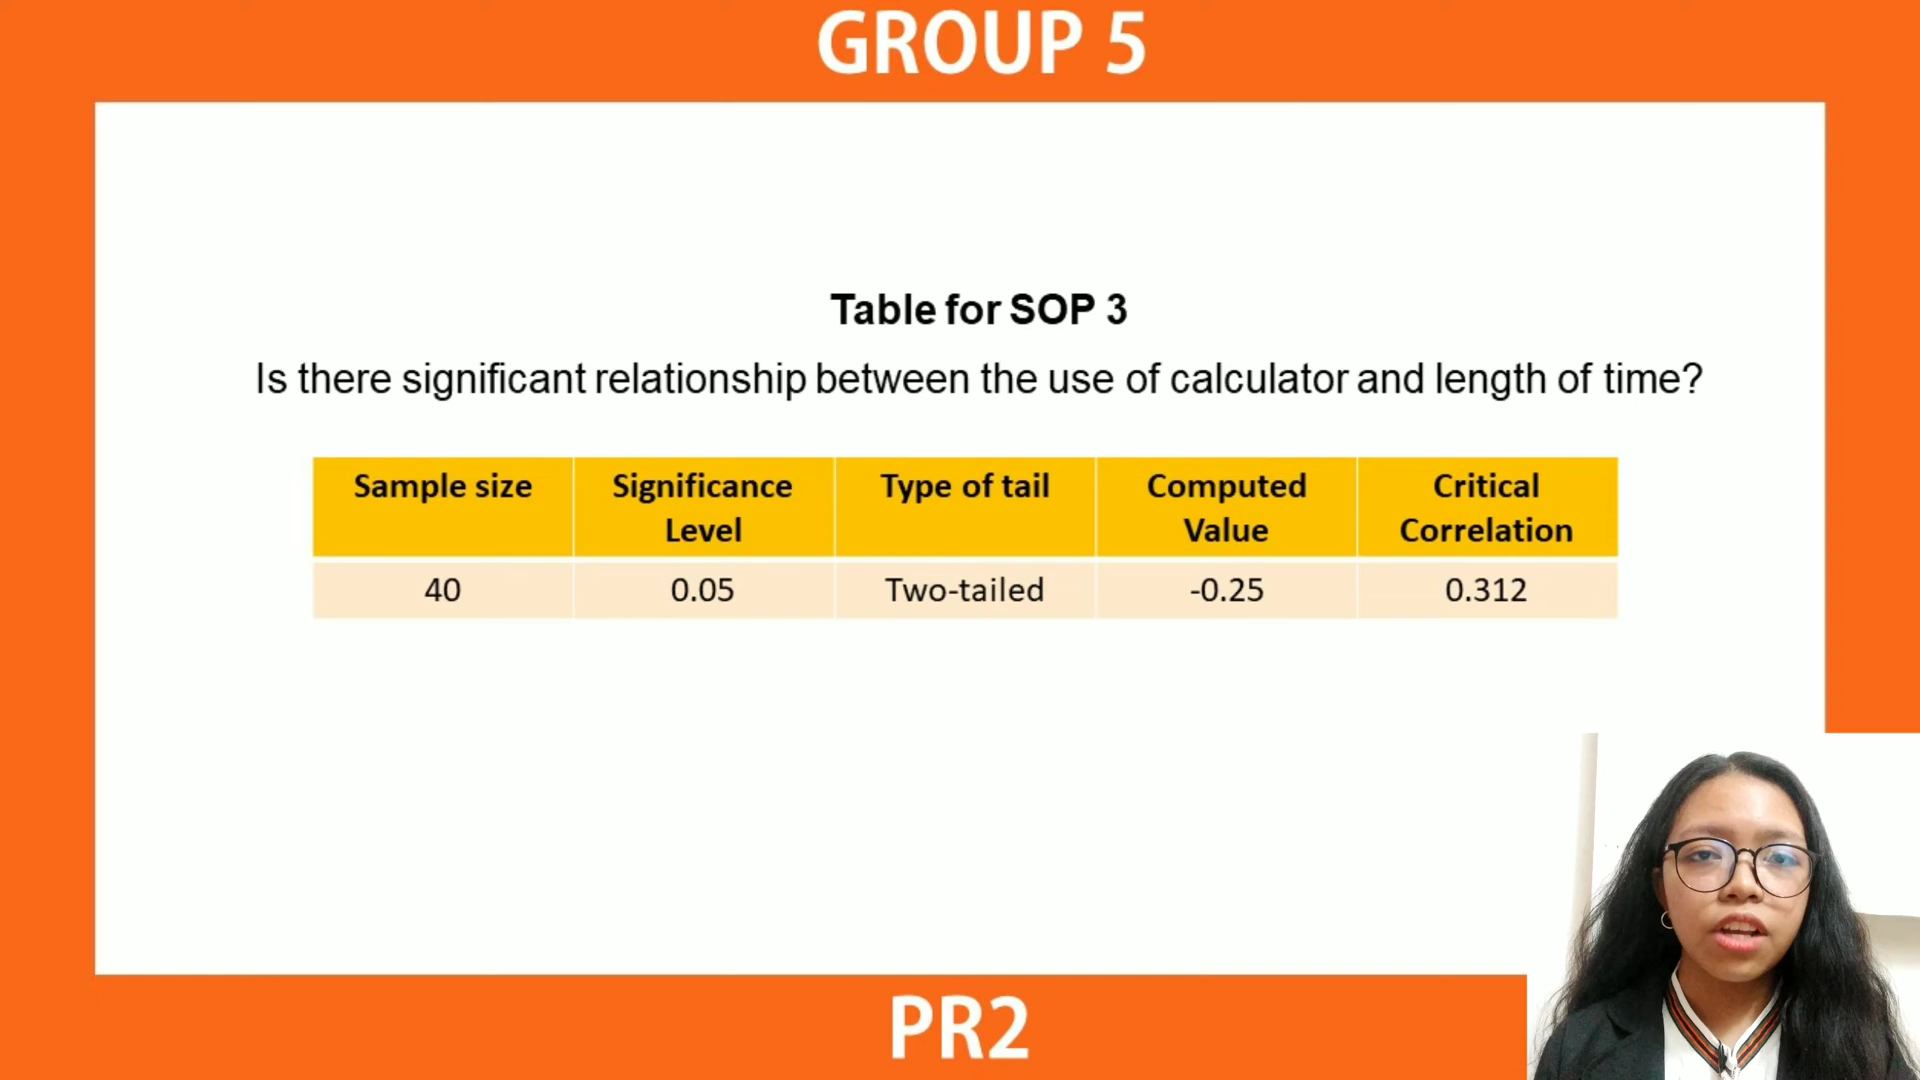 GROUP 5
Table for SOP 3
Is there significant relationship between the use of calculator and length of time?
Sample size Significance Level Type of tail Computed Value Critical Correlation
40 0.05 Two-tailed -0.25 0.312
PR2